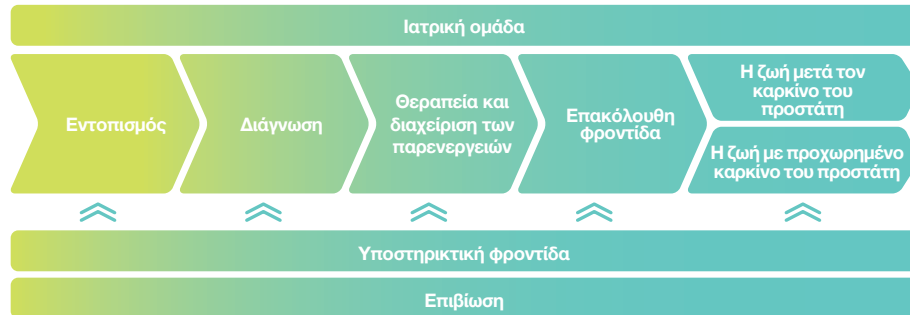 Ιατρική ομάδα
Εντοπισμός
Διάγνωση
Θεραπεία και
διαχείριση των
παρενεργειών
Επακόλουθη
φροντίδα
Η ζωή μετά τον
καρκίνο του
προστάτη
Η ζωή με προχωρημένο
καρκίνο του προστάτη
Υποστηρικτική φροντίδα
Επιβίωση